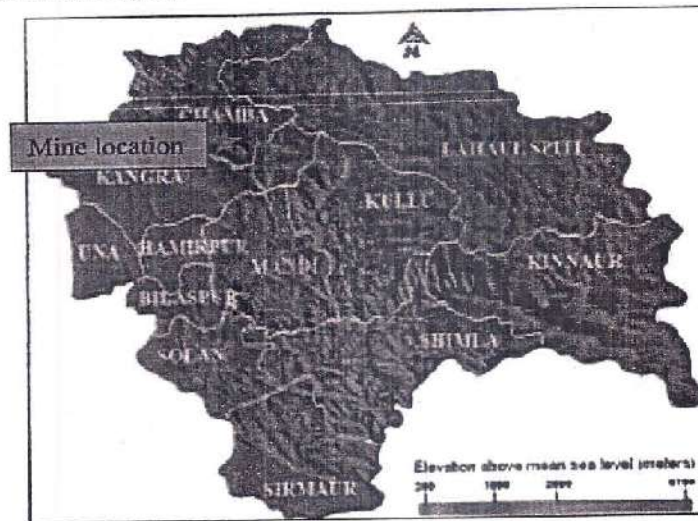 N
CHAMBA
Mine location
LAHAUL SPITI
KANGRA
KULLU
UNA
HAMIRPUR
MANDI
KINNAUR
BILASPUR
SHIMLA
SOLAN
Elevation above mean sea level (meters)
SIRMAUR